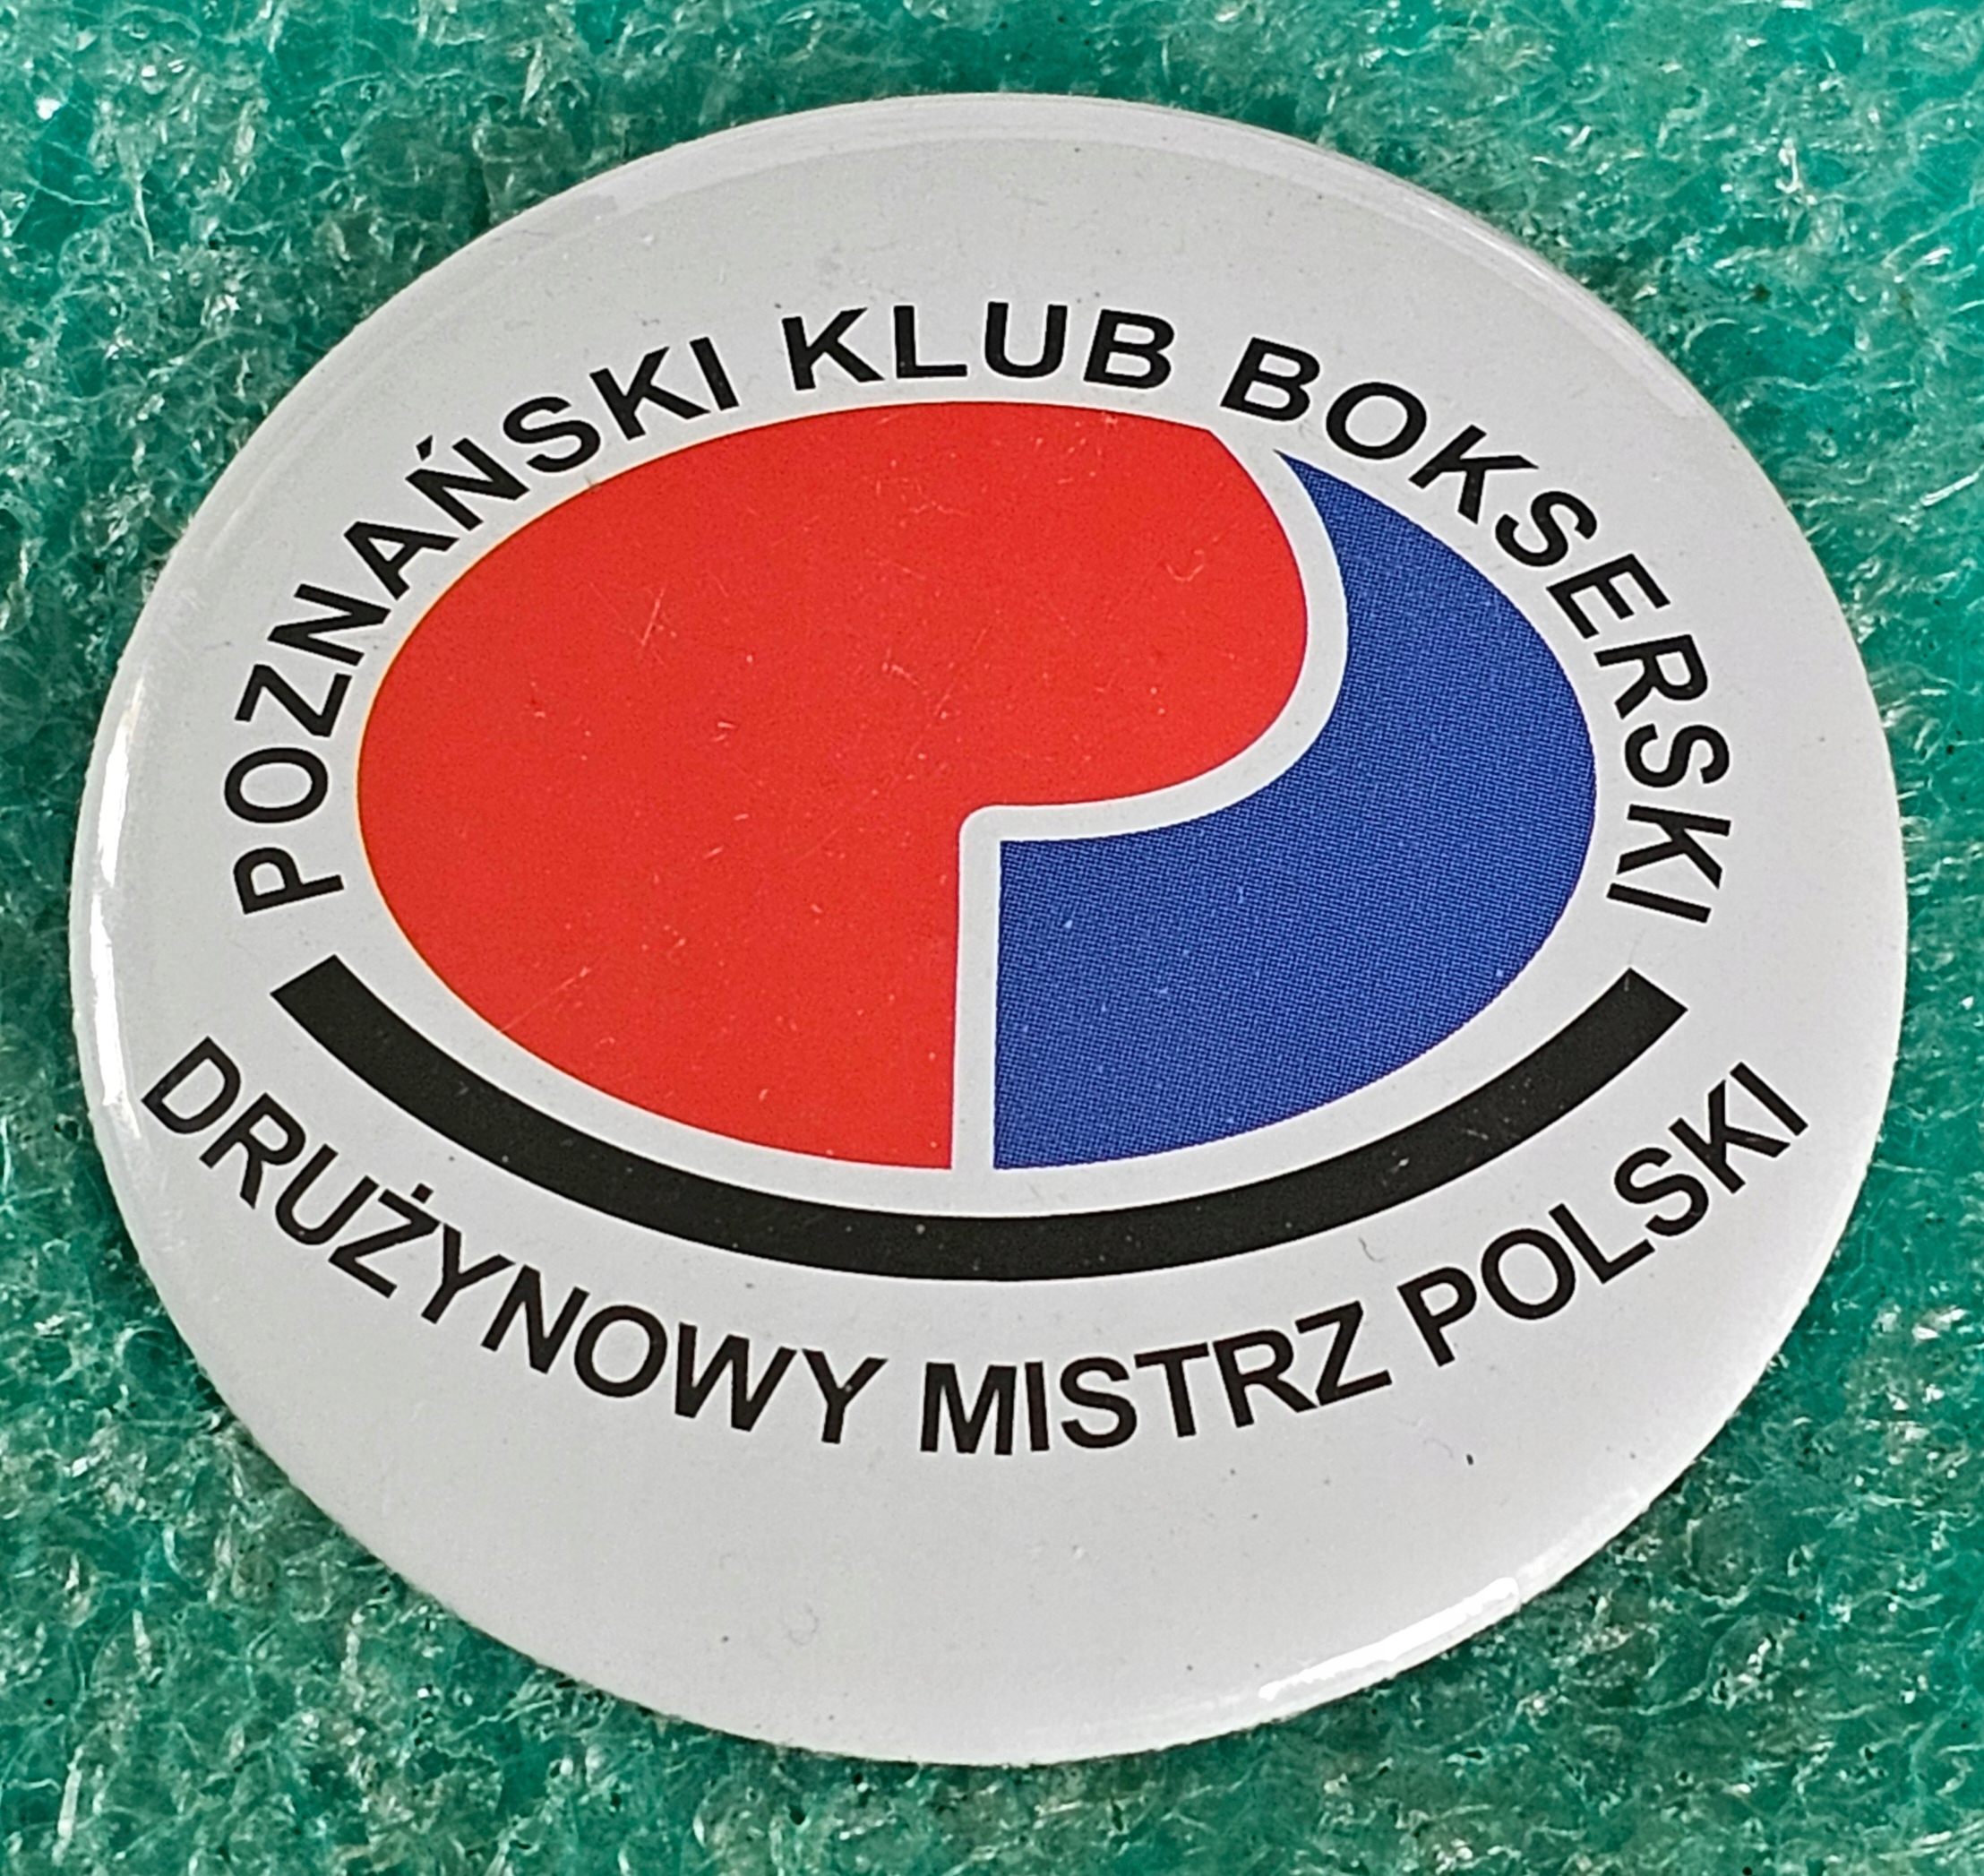 POZNAŃSKI KLUB BOKSERSKI
DRUŻYNOWY MISTRZ POLSKI